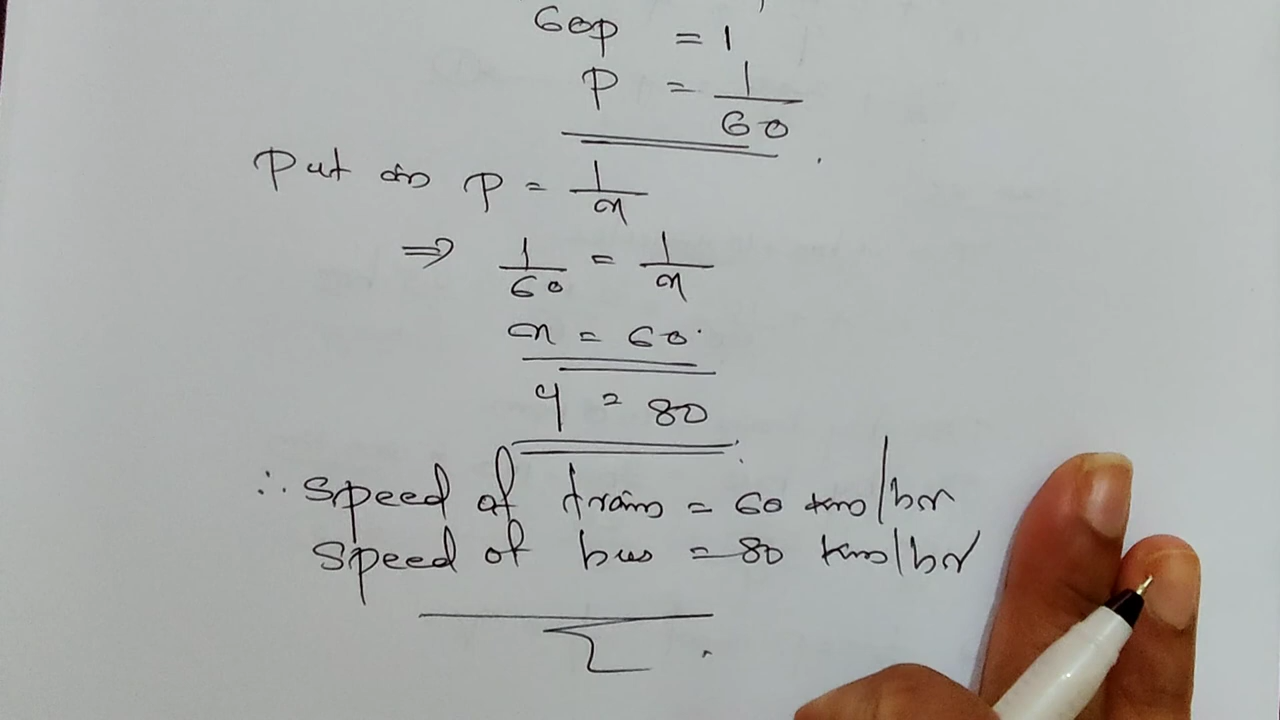 60p = 1
P = 1/60
Put in P = 1/x
⇒ 1/60 = 1/x
x = 60
y = 80
∴ Speed of train = 60 km/hr
Speed of bus = 80 km/hr